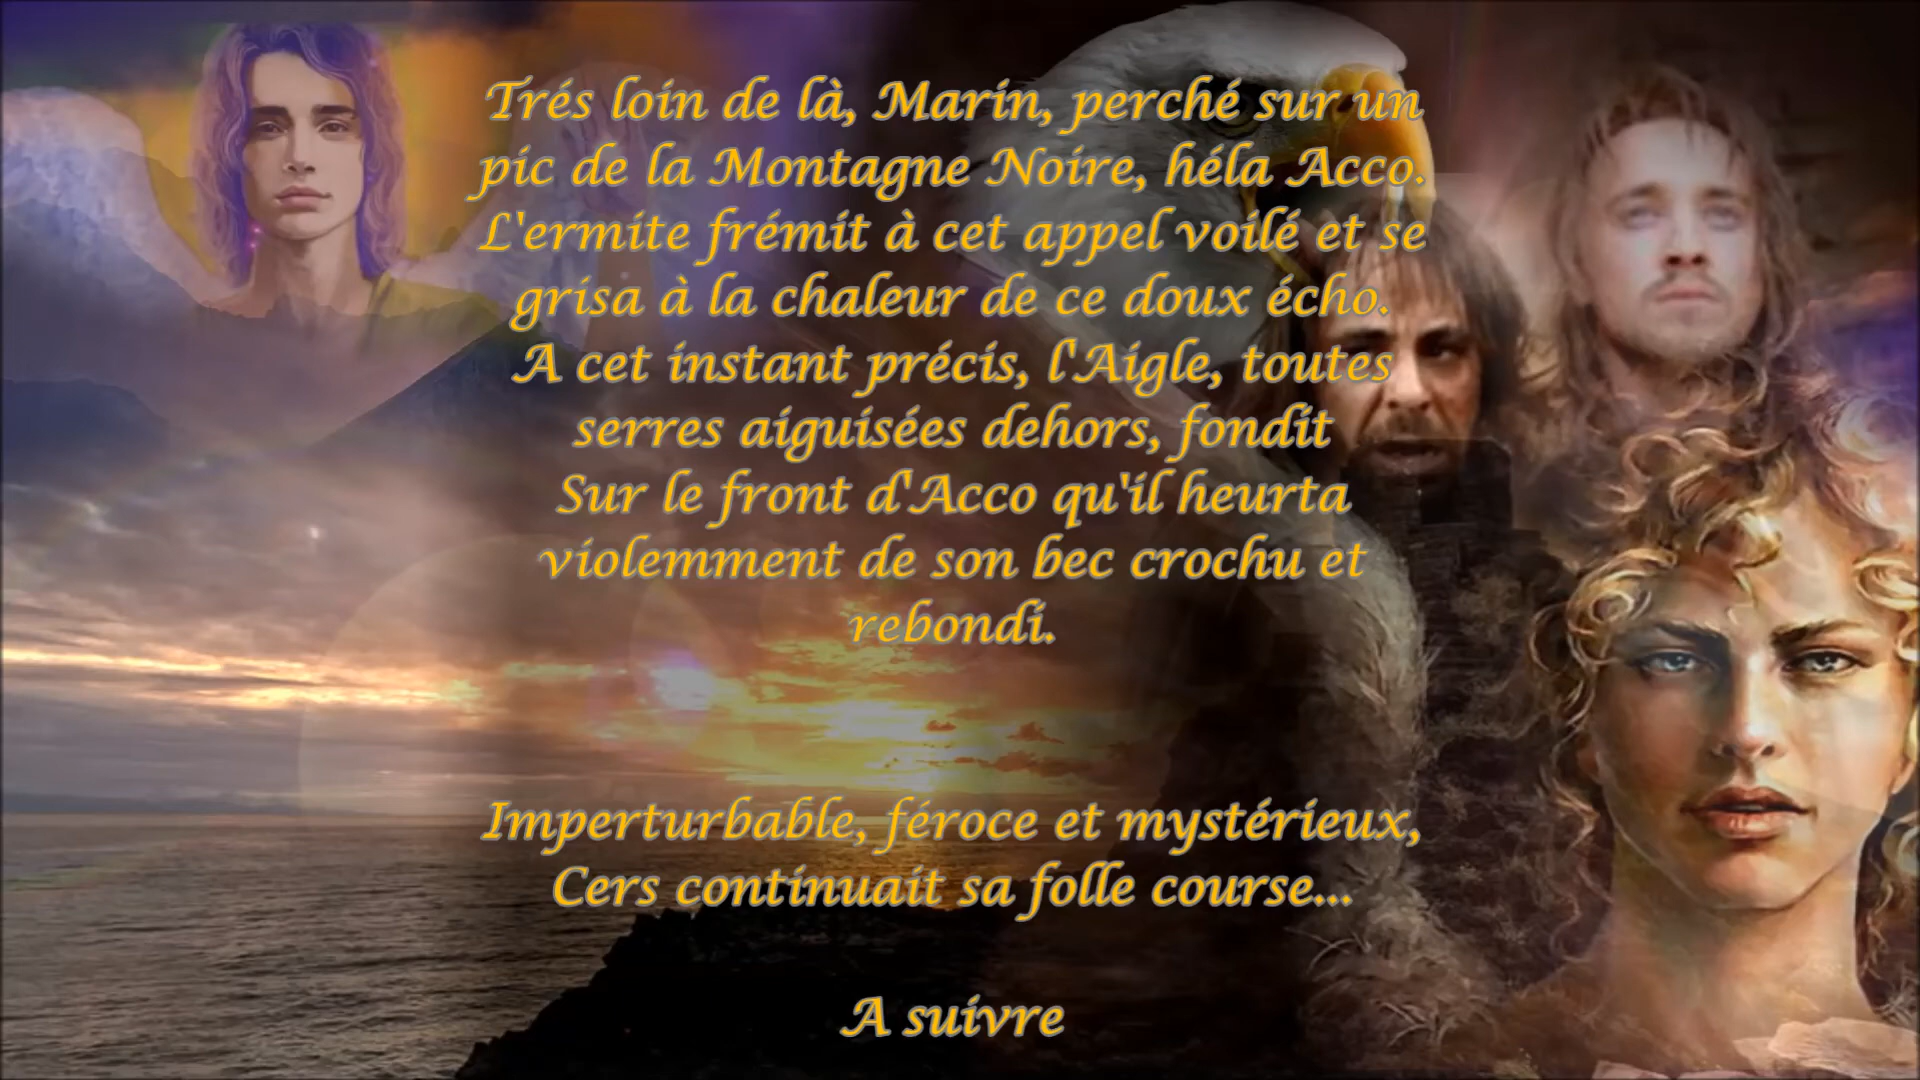 Trés loin de là, Marin, perché sur un
pic de la Montagne Noire, héla Acco.
L'ermite frémit à cet appel voilé et se
grisa à la chaleur de ce doux écho.
A cet instant précis, l'Aigle, toutes
serres aiguisées dehors, fondit
Sur le front d'Acco qu'il heurta
violemment de son bec crochu et
rebondi.
Imperturbable, féroce et mystérieux,
Cers continuait sa folle course...
A suivre